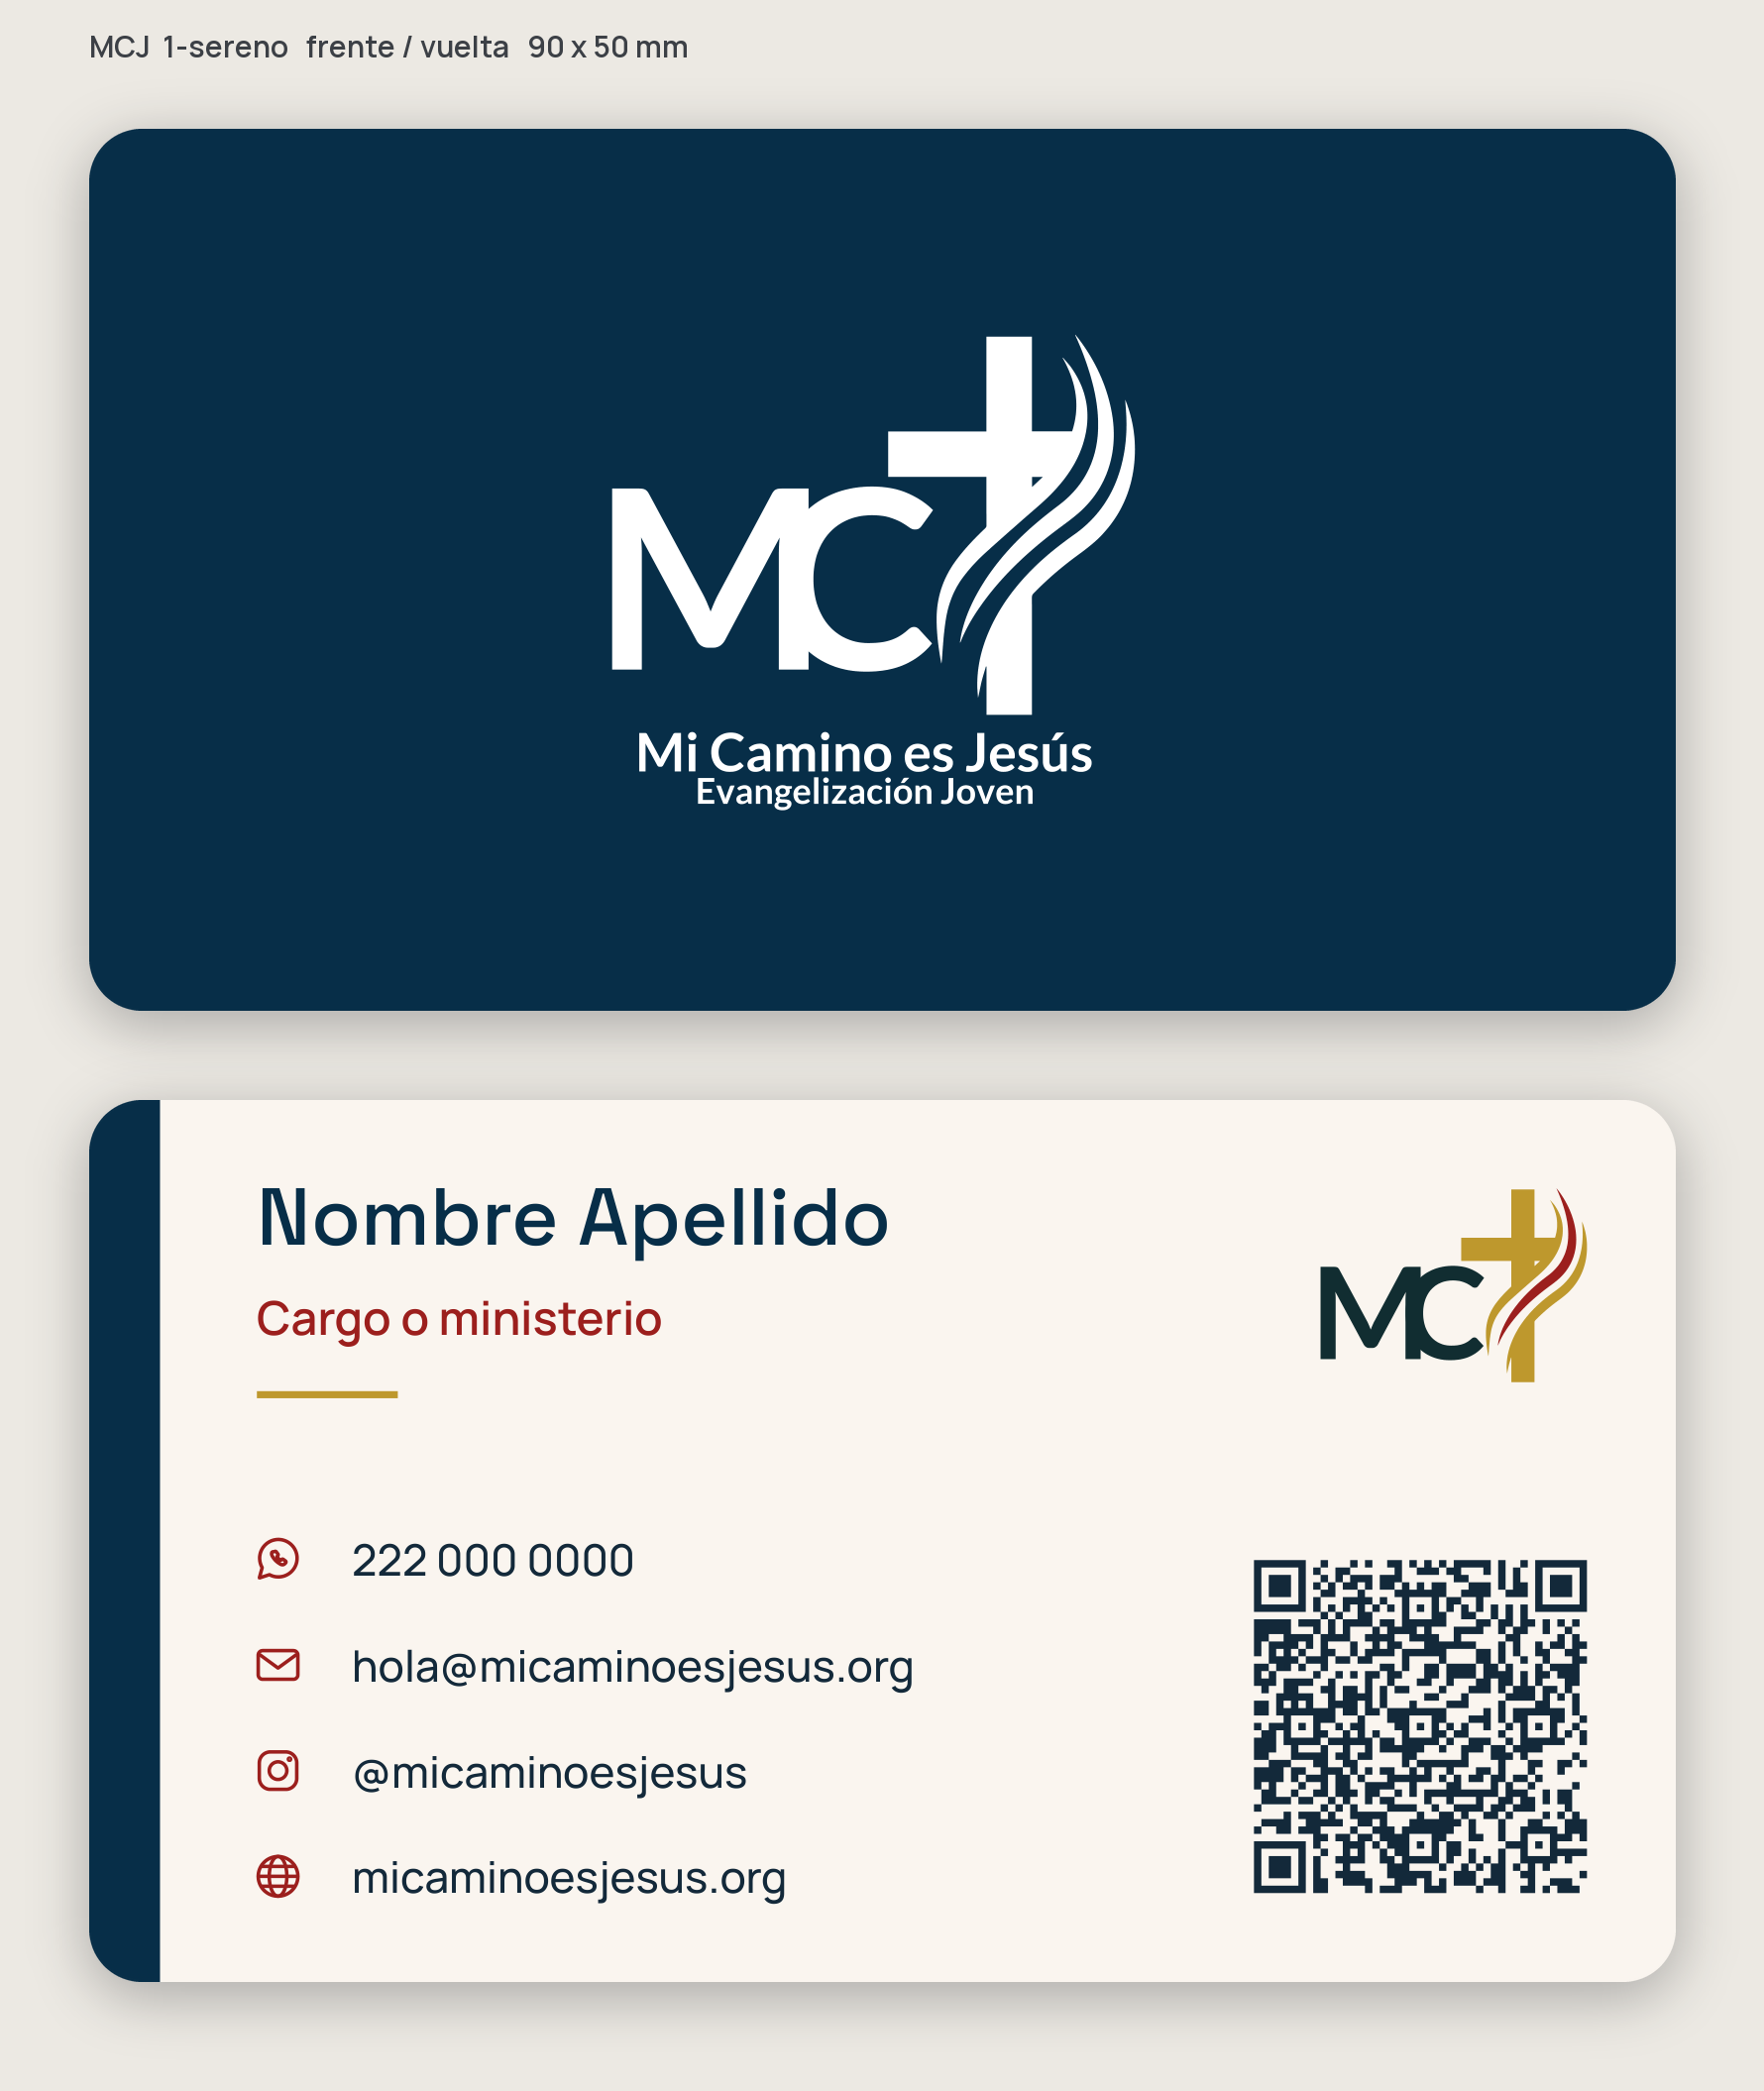 MCJ 1-sereno frente / vuelta 90 x 50 mm
MC
Mi Camino es Jesús
Evangelización Joven
Nombre Apellido
MC
Cargo o ministerio
222 000 0000
hola@micaminoesjesus.org
@micaminoesjesus
micaminoesjesus.org